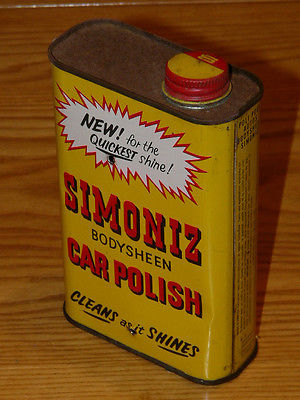 NEW! for the
QUICKEST shine!
SIMONIZ
BODYSHEEN
CAR POLISH
CLEANS as it SHINES